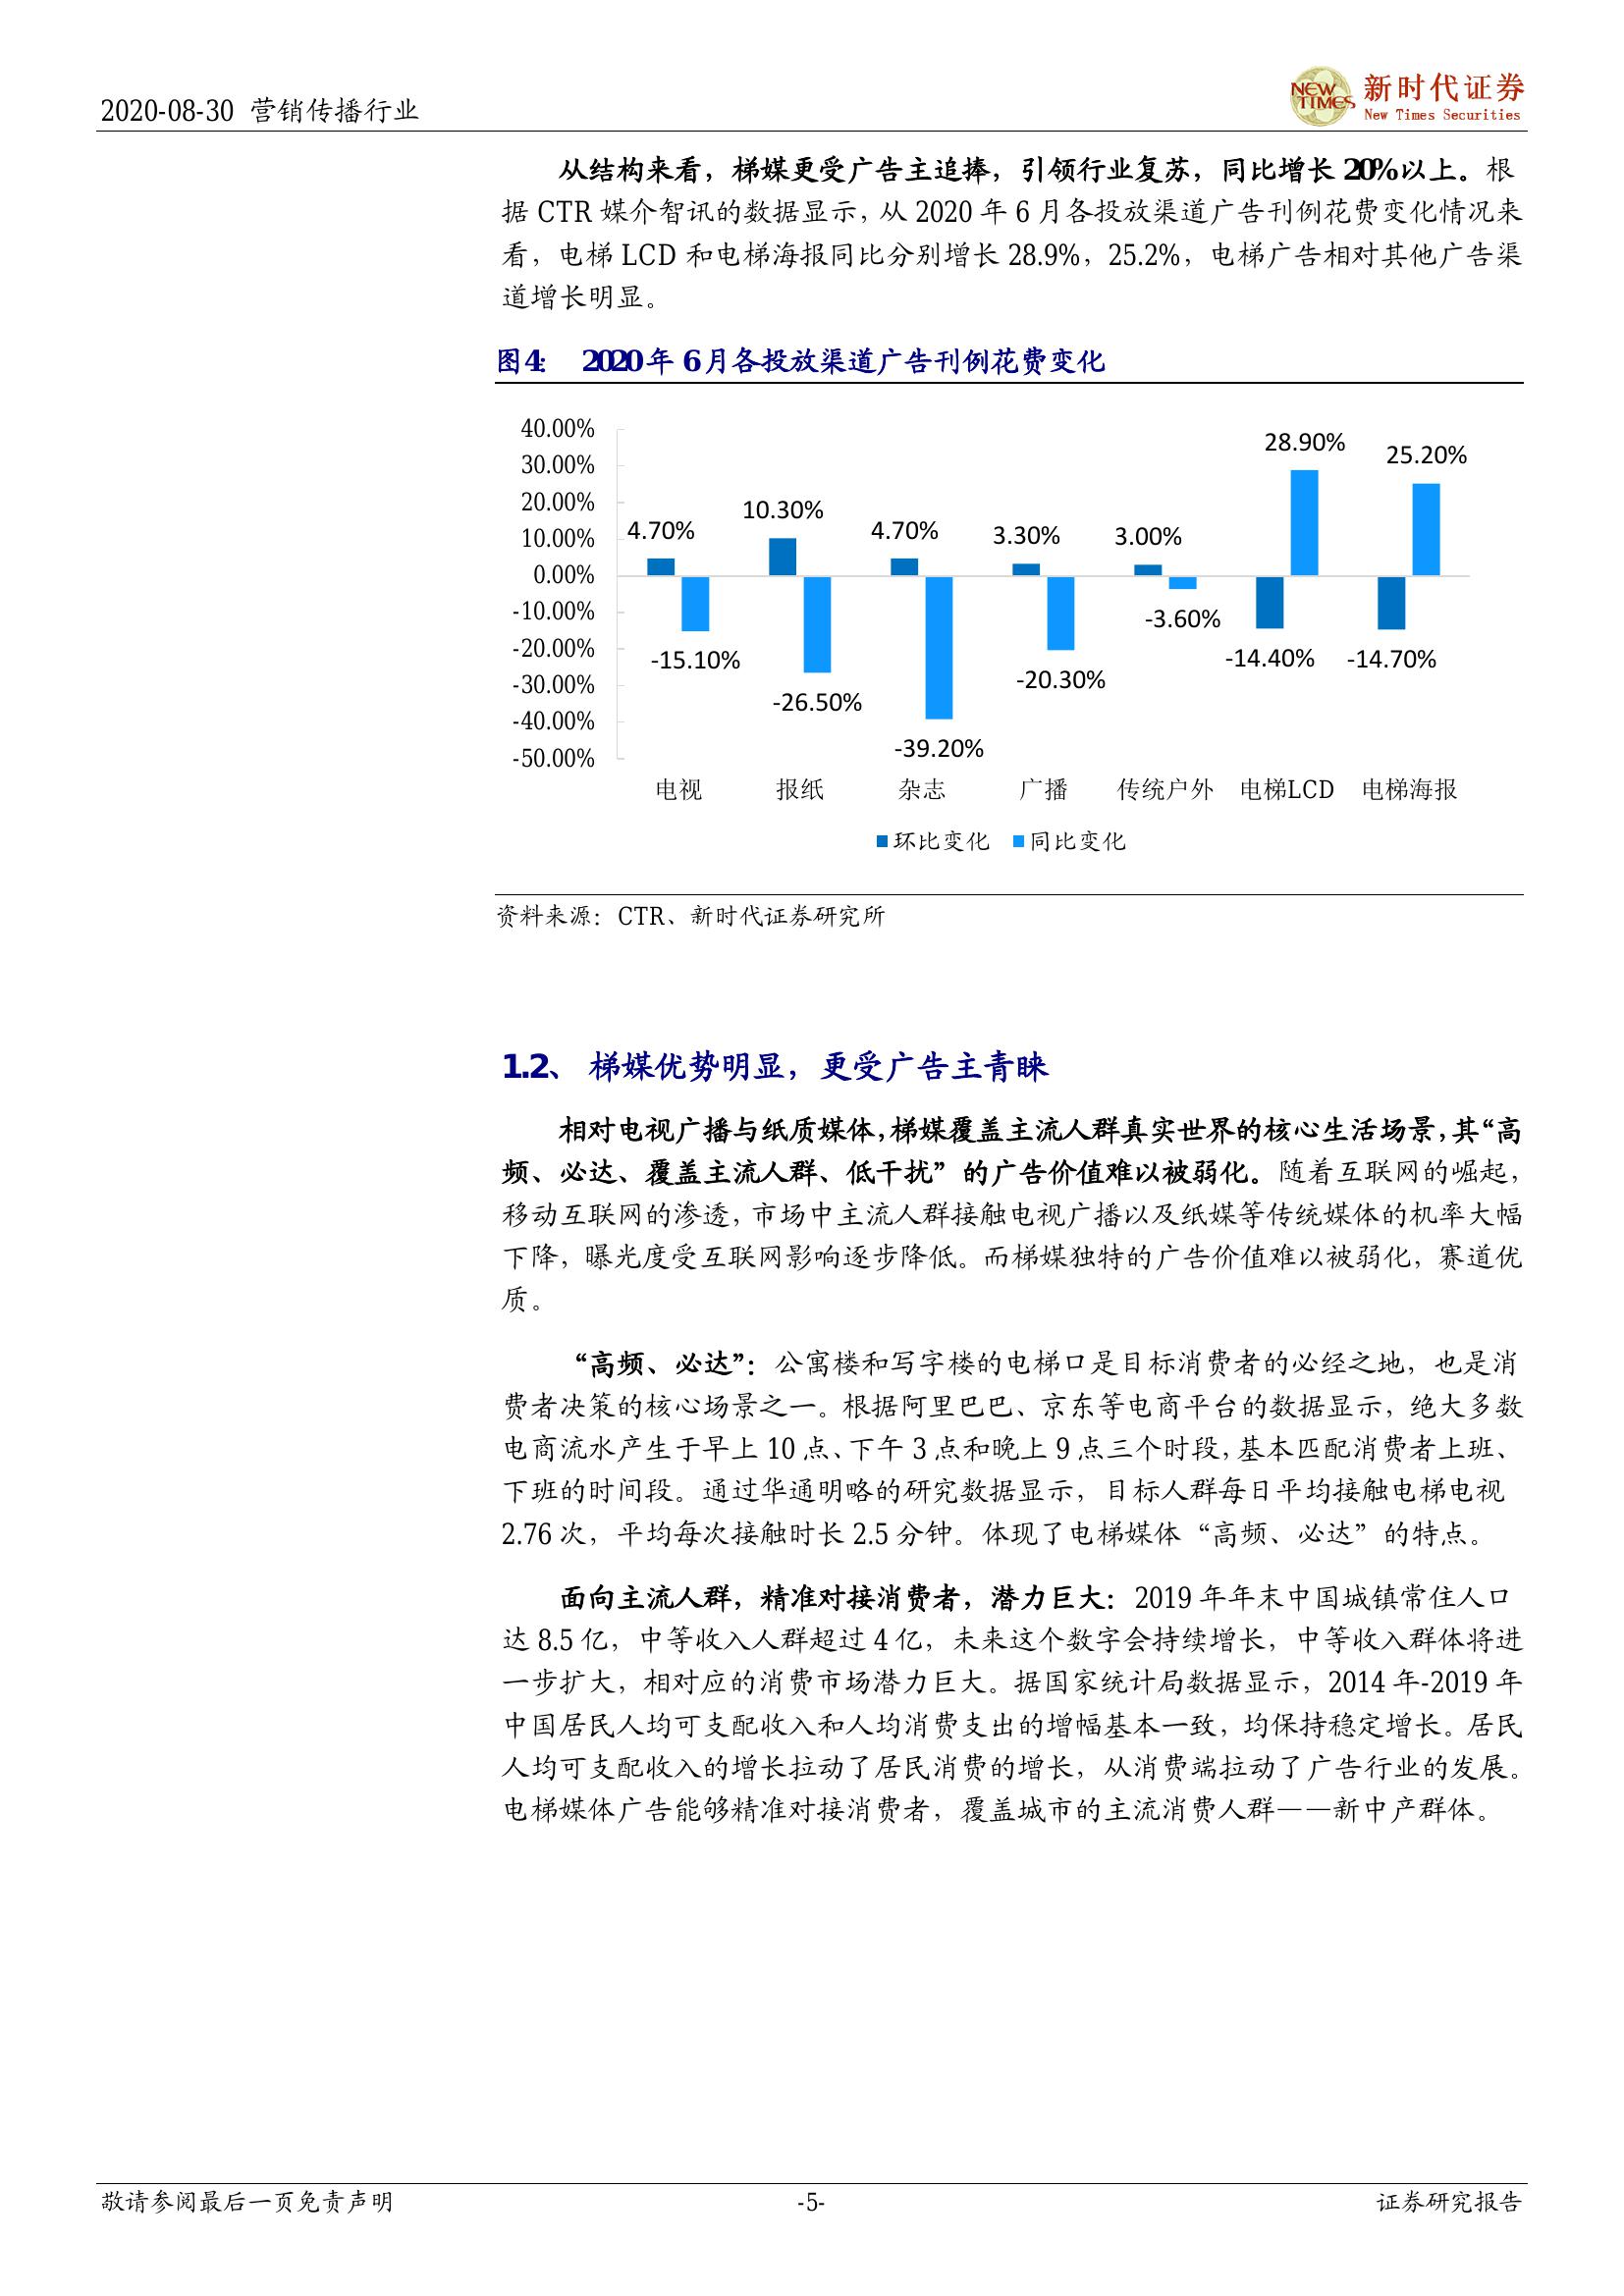 2020-08-30 营销传播行业
NEW TIMES 新时代证券
New Times Securities
从结构来看，梯媒更受广告主追捧，引领行业复苏，同比增长 20%以上。根
据 CTR 媒介智讯的数据显示，从 2020 年 6 月各投放渠道广告刊例花费变化情况来
看，电梯 LCD 和电梯海报同比分别增长 28.9%，25.2%，电梯广告相对其他广告渠
道增长明显。
图 4： 2020 年 6 月各投放渠道广告刊例花费变化
40.00%
30.00%
20.00%
10.00%
0.00%
-10.00%
-20.00%
-30.00%
-40.00%
-50.00%
4.70% 10.30% 4.70% 3.30% 3.00% 28.90% 25.20%
-15.10% -26.50% -39.20% -20.30% -3.60% -14.40% -14.70%
电视 报纸 杂志 广播 传统户外 电梯LCD 电梯海报
环比变化 同比变化
资料来源：CTR、新时代证券研究所
1.2、 梯媒优势明显，更受广告主青睐
相对电视广播与纸质媒体，梯媒覆盖主流人群真实世界的核心生活场景，其“高
频、必达、覆盖主流人群、低干扰”的广告价值难以被弱化。随着互联网的崛起，
移动互联网的渗透，市场中主流人群接触电视广播以及纸媒等传统媒体的机率大幅
下降，曝光度受互联网影响逐步降低。而梯媒独特的广告价值难以被弱化，赛道优
质。
“高频、必达”：公寓楼和写字楼的电梯口是目标消费者的必经之地，也是消
费者决策的核心场景之一。根据阿里巴巴、京东等电商平台的数据显示，绝大多数
电商流水产生于早上 10 点、下午 3 点和晚上 9 点三个时段，基本匹配消费者上班、
下班的时间段。通过华通明略的研究数据显示，目标人群每日平均接触电梯电视
2.76 次，平均每次接触时长 2.5 分钟。体现了电梯媒体“高频、必达”的特点。
面向主流人群，精准对接消费者，潜力巨大：2019 年年末中国城镇常住人口
达 8.5 亿，中等收入人群超过 4 亿，未来这个数字会持续增长，中等收入群体将进
一步扩大，相对应的消费市场潜力巨大。据国家统计局数据显示，2014 年-2019 年
中国居民人均可支配收入和人均消费支出的增幅基本一致，均保持稳定增长。居民
人均可支配收入的增长拉动了居民消费的增长，从消费端拉动了广告行业的发展。
电梯媒体广告能够精准对接消费者，覆盖城市的主流消费人群——新中产群体。
敬请参阅最后一页免责声明 -5- 证券研究报告